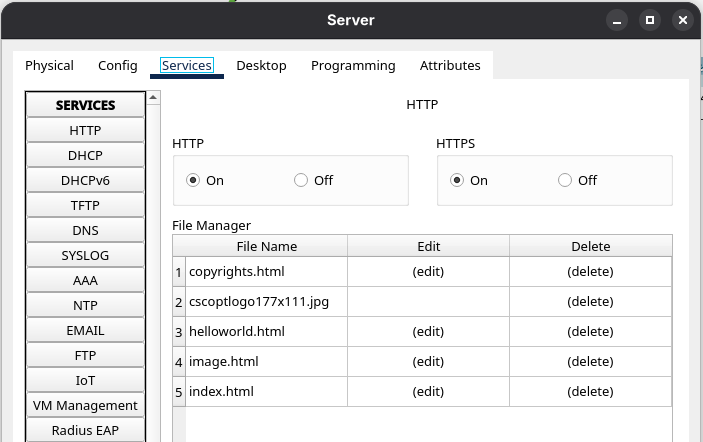 Server
Physical Config Services Desktop Programming Attributes
SERVICES
HTTP
DHCP
DHCPv6
TFTP
DNS
SYSLOG
AAA
NTP
EMAIL
FTP
IoT
VM Management
Radius EAP
HTTP
HTTP HTTPS
On Off On Off
File Manager
File Name Edit Delete
1 copyrights.html (edit) (delete)
2 cscoptlogo177x111.jpg (delete)
3 helloworld.html (edit) (delete)
4 image.html (edit) (delete)
5 index.html (edit) (delete)